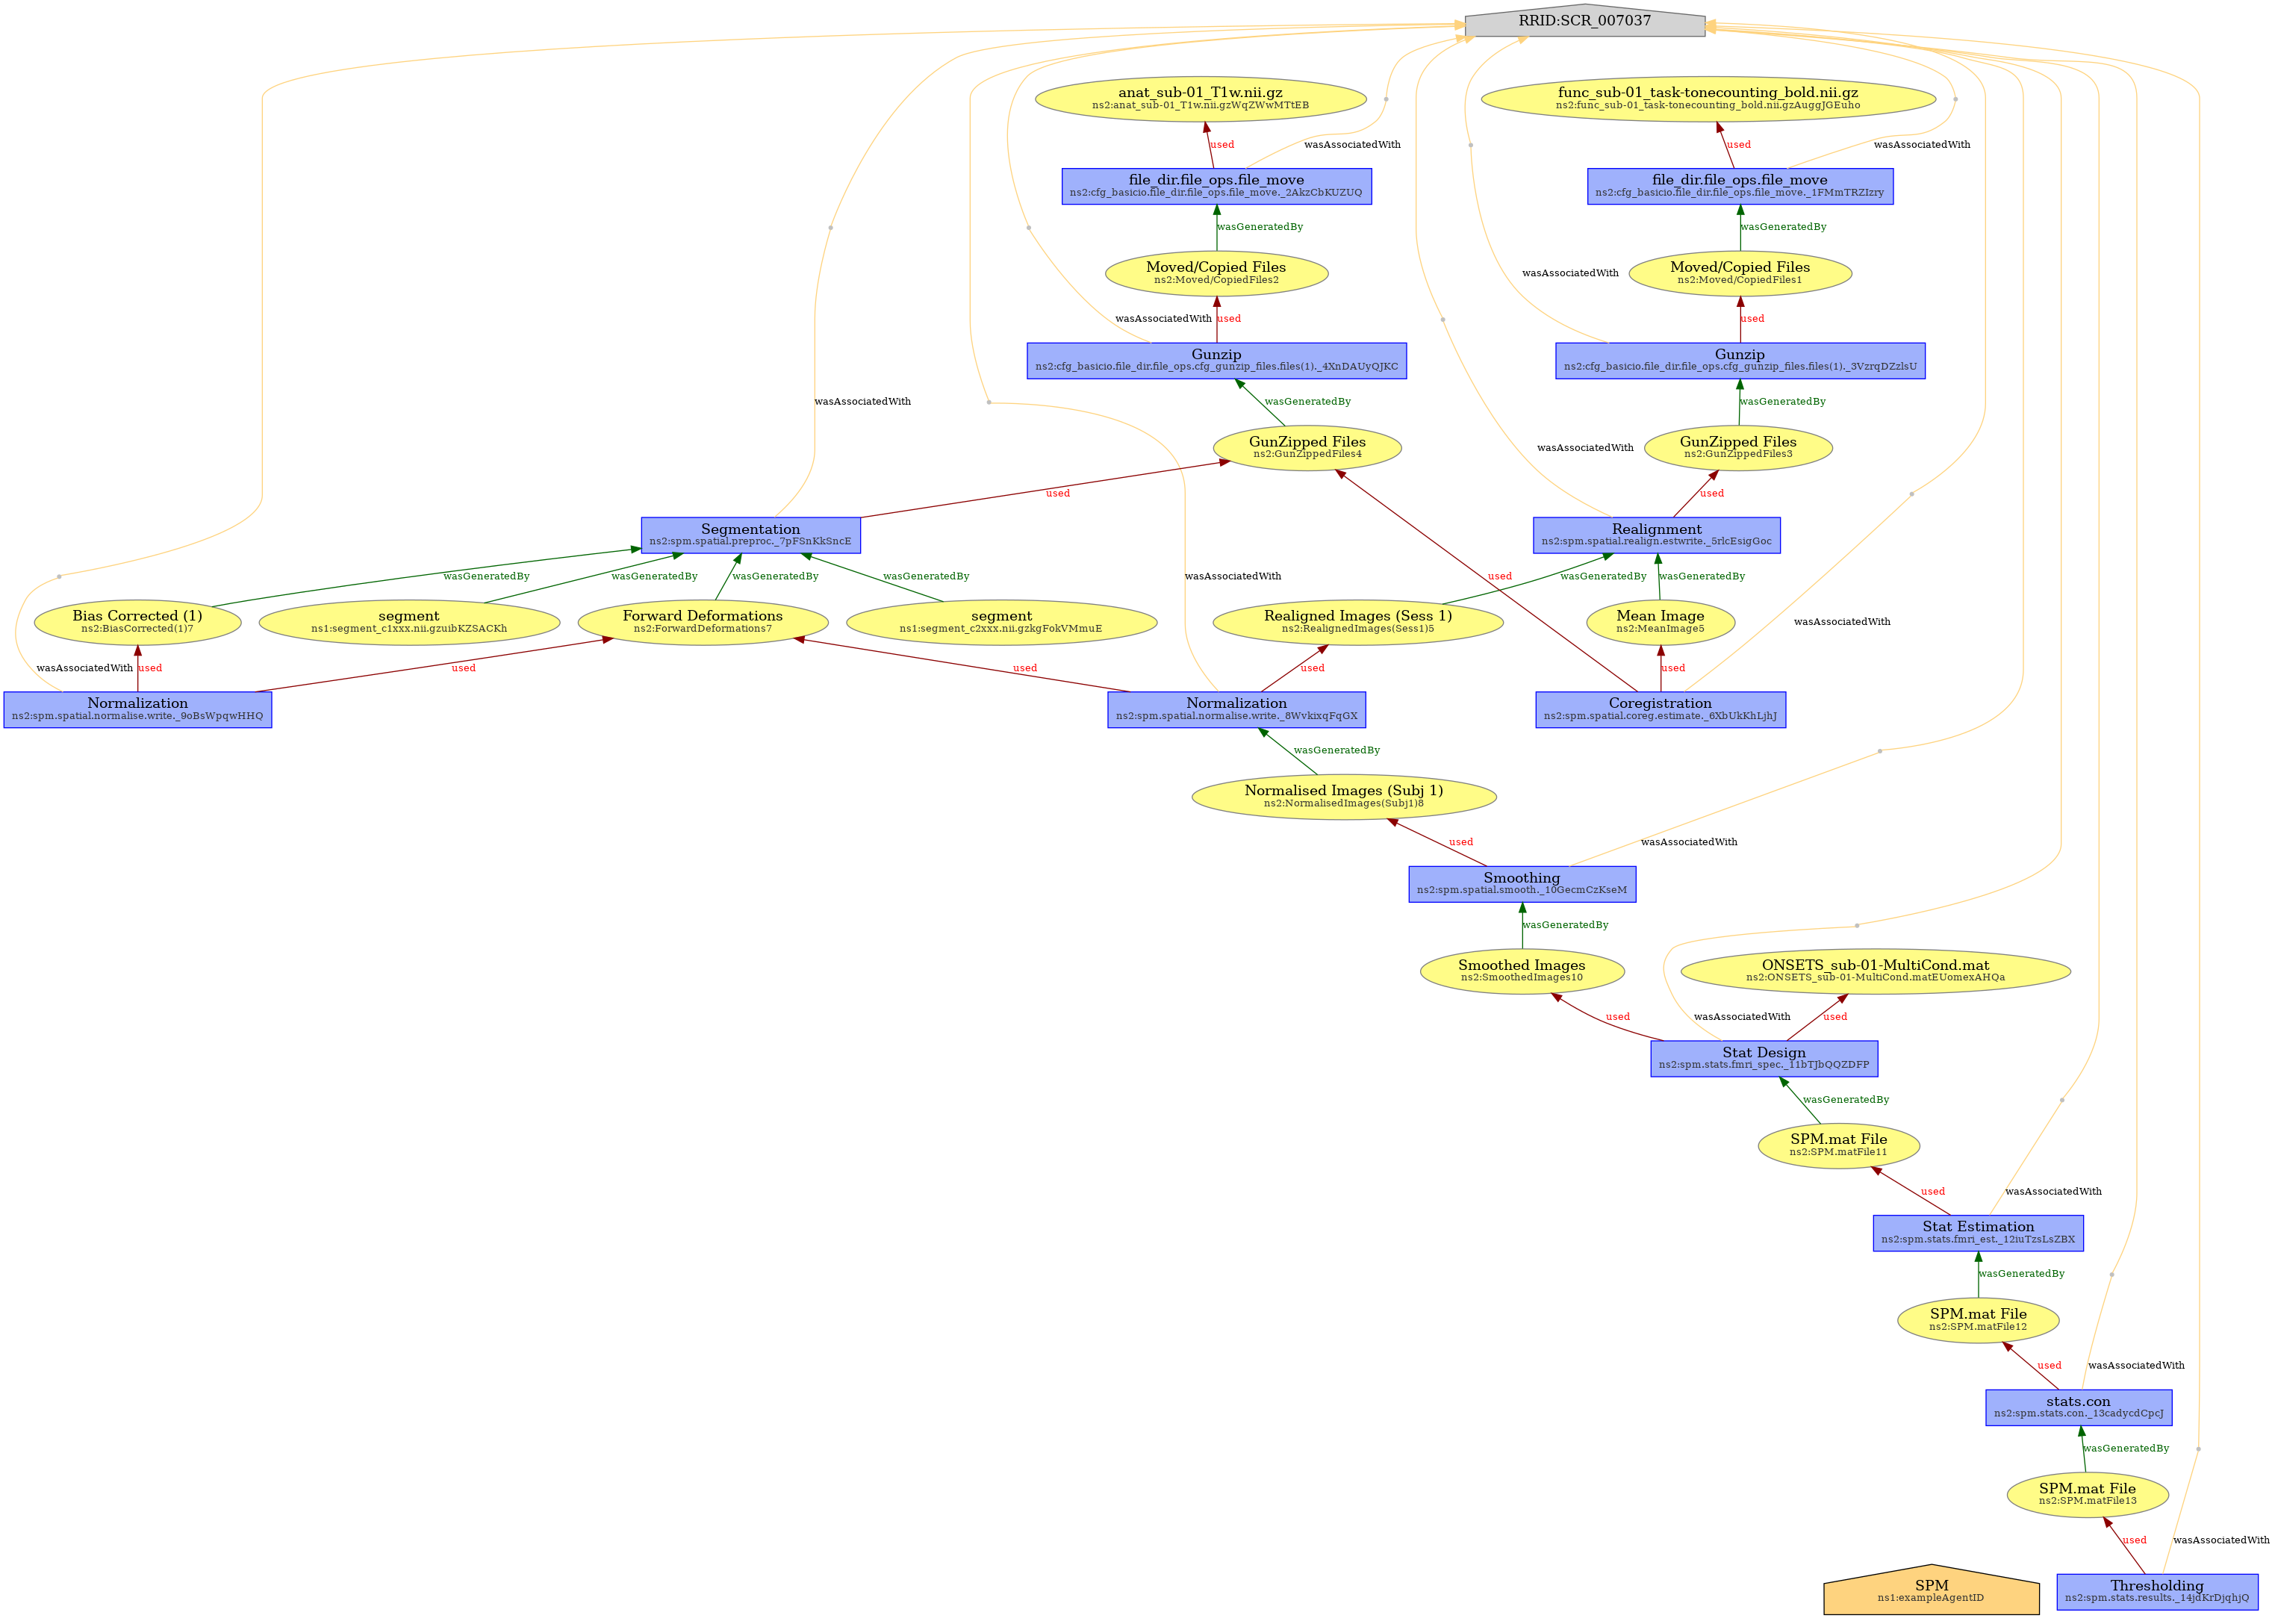 RRID:SCR_007037
anat_sub-01_T1w.nii.gz
ns2:anat_sub-01_T1w.nii.gzWqZWwMTtEB
func_sub-01_task-tonecounting_bold.nii.gz
ns2:func_sub-01_task-tonecounting_bold.nii.gzAuggJGEuho
used
wasAssociatedWith
used
wasAssociatedWith
file_dir.file_ops.file_move
ns2:cfg_basicio.file_dir.file_ops.file_move._2AkzCbKUZUQ
file_dir.file_ops.file_move
ns2:cfg_basicio.file_dir.file_ops.file_move._1FMmTRZIzry
wasGeneratedBy
wasGeneratedBy
Moved/Copied Files
ns2:Moved/CopiedFiles2
wasAssociatedWith
Moved/Copied Files
ns2:Moved/CopiedFiles1
wasAssociatedWith
used
used
Gunzip
ns2:cfg_basicio.file_dir.file_ops.cfg_gunzip_files.files(1)._4XnDAUyQJKC
Gunzip
ns2:cfg_basicio.file_dir.file_ops.cfg_gunzip_files.files(1)._3VzrqDZzlsU
wasAssociatedWith
wasGeneratedBy
wasGeneratedBy
GunZipped Files
ns2:GunZippedFiles4
wasAssociatedWith
GunZipped Files
ns2:GunZippedFiles3
used
used
Segmentation
ns2:spm.spatial.preproc._7pFSnKkSncE
Realignment
ns2:spm.spatial.realign.estwrite._5rlcEsigGoc
wasGeneratedBy
wasGeneratedBy
wasGeneratedBy
wasGeneratedBy
wasAssociatedWith
used
wasGeneratedBy
wasGeneratedBy
Bias Corrected (1)
ns2:BiasCorrected(1)7
segment
ns1:segment_c1xxx.nii.gzuibKZSACKh
Forward Deformations
ns2:ForwardDeformations7
segment
ns1:segment_c2xxx.nii.gzkgFokVMmuE
Realigned Images (Sess 1)
ns2:RealignedImages(Sess1)5
Mean Image
ns2:MeanImage5
wasAssociatedWith
wasAssociatedWith
used
used
used
used
used
Normalization
ns2:spm.spatial.normalise.write._9oBsWpqwHHQ
Normalization
ns2:spm.spatial.normalise.write._8WvkixqFqGX
Coregistration
ns2:spm.spatial.coreg.estimate._6XbUkKhLjhJ
wasGeneratedBy
Normalised Images (Subj 1)
ns2:NormalisedImages(Subj1)8
used
wasAssociatedWith
Smoothing
ns2:spm.spatial.smooth._10GecmCzKseM
wasGeneratedBy
Smoothed Images
ns2:SmoothedImages10
ONSETS_sub-01-MultiCond.mat
ns2:ONSETS_sub-01-MultiCond.matEUomexAHQa
used
wasAssociatedWith
used
Stat Design
ns2:spm.stats.fmri_spec._11bTJbQQZDFP
wasGeneratedBy
SPM.mat File
ns2:SPM.matFile11
used
wasAssociatedWith
Stat Estimation
ns2:spm.stats.fmri_est._12iuTzsLsZBX
wasGeneratedBy
SPM.mat File
ns2:SPM.matFile12
used
wasAssociatedWith
stats.con
ns2:spm.stats.con._13cadycdCpcJ
wasGeneratedBy
SPM.mat File
ns2:SPM.matFile13
used
wasAssociatedWith
SPM
ns1:exampleAgentID
Thresholding
ns2:spm.stats.results._14jdKrDjqhjQ